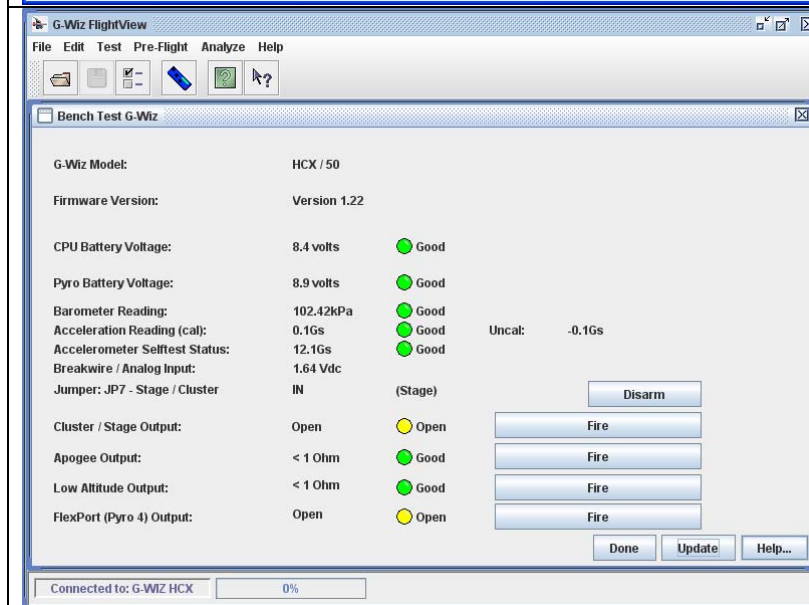 G-Wiz FlightView
File Edit Test Pre-Flight Analyze Help
Bench Test G-Wiz
G-Wiz Model: HCX / 50
Firmware Version: Version 1.22
CPU Battery Voltage: 8.4 volts Good
Pyro Battery Voltage: 8.9 volts Good
Barometer Reading: 102.42kPa Good
Acceleration Reading (cal): 0.1Gs Good Uncal: -0.1Gs
Accelerometer Selftest Status: 12.1Gs Good
Breakwire / Analog Input: 1.64 Vdc
Jumper: JP7 - Stage / Cluster IN (Stage) Disarm
Cluster / Stage Output: Open Open Fire
Apogee Output: < 1 Ohm Good Fire
Low Altitude Output: < 1 Ohm Good Fire
FlexPort (Pyro 4) Output: Open Open Fire
Done Update Help...
Connected to: G-WIZ HCX 0%